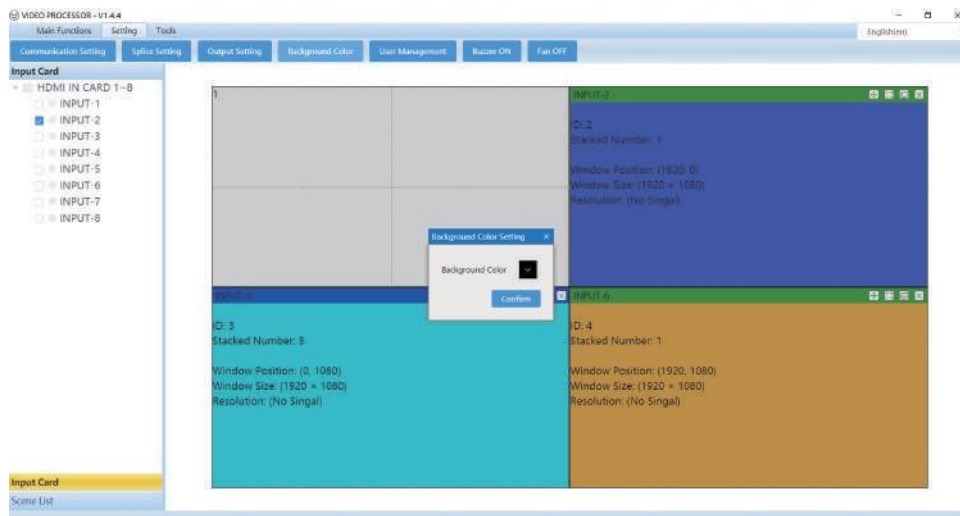 VIDEO PROCESSOR - V1.4.4
Main Functions Setting Tools English(en)
Communication Setting Splice Setting Output Setting Background Color User Management Buzzer ON Fan OFF
Input Card
HDMI IN CARD 1~8
INPUT-1
INPUT-2
INPUT-3
INPUT-4
INPUT-5
INPUT-6
INPUT-7
INPUT-8
1
INPUT-2
ID: 2
Stacked Number: 1
Window Position: (1920, 0)
Window Size: (1920 × 1080)
Resolution: (No Singal)
Background Color Setting
Background Color
Confirm
ID: 3
Stacked Number: 3
Window Position: (0, 1080)
Window Size: (1920 × 1080)
Resolution: (No Singal)
INPUT-6
ID: 4
Stacked Number: 1
Window Position: (1920, 1080)
Window Size: (1920 × 1080)
Resolution: (No Singal)
Input Card
Scene List